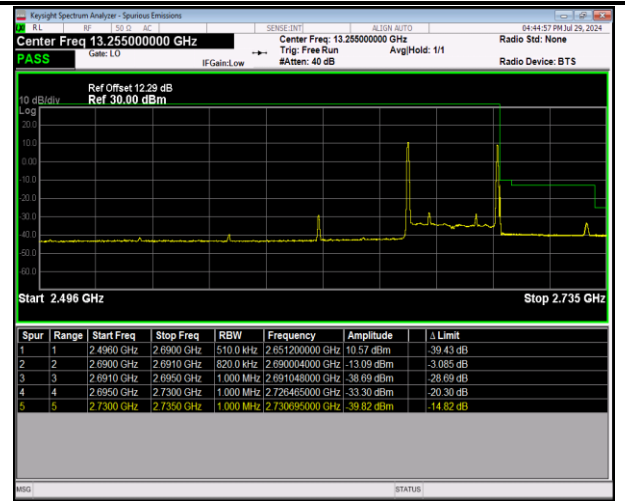 Keysight Spectrum Analyzer - Spurious Emissions
RL RF 50 Ω AC SENSE:INT ALIGN AUTO 04:44:57 PM Jul 29, 2024
Center Freq 13.255000000 GHz Center Freq: 13.255000000 GHz Radio Std: None
Gate: LO Trig: Free Run Avg|Hold: 1/1
PASS IFGain:Low #Atten: 40 dB Radio Device: BTS
Ref Offset 12.29 dB
10 dB/div Ref 30.00 dBm
Log
20.0
10.0
0.00
-10.0
-20.0
-30.0
-40.0
-50.0
-60.0
Start 2.496 GHz Stop 2.735 GHz
Spur Range Start Freq Stop Freq RBW Frequency Amplitude Δ Limit
1 1 2.4960 GHz 2.6900 GHz 510.0 kHz 2.651200000 GHz 10.57 dBm -39.43 dB
2 2 2.6900 GHz 2.6910 GHz 820.0 kHz 2.690004000 GHz -13.09 dBm -3.085 dB
3 3 2.6910 GHz 2.6950 GHz 1.000 MHz 2.691048000 GHz -38.69 dBm -28.69 dB
4 4 2.6950 GHz 2.7300 GHz 1.000 MHz 2.726465000 GHz -33.30 dBm -20.30 dB
5 5 2.7300 GHz 2.7350 GHz 1.000 MHz 2.730695000 GHz -39.82 dBm -14.82 dB
MSG STATUS